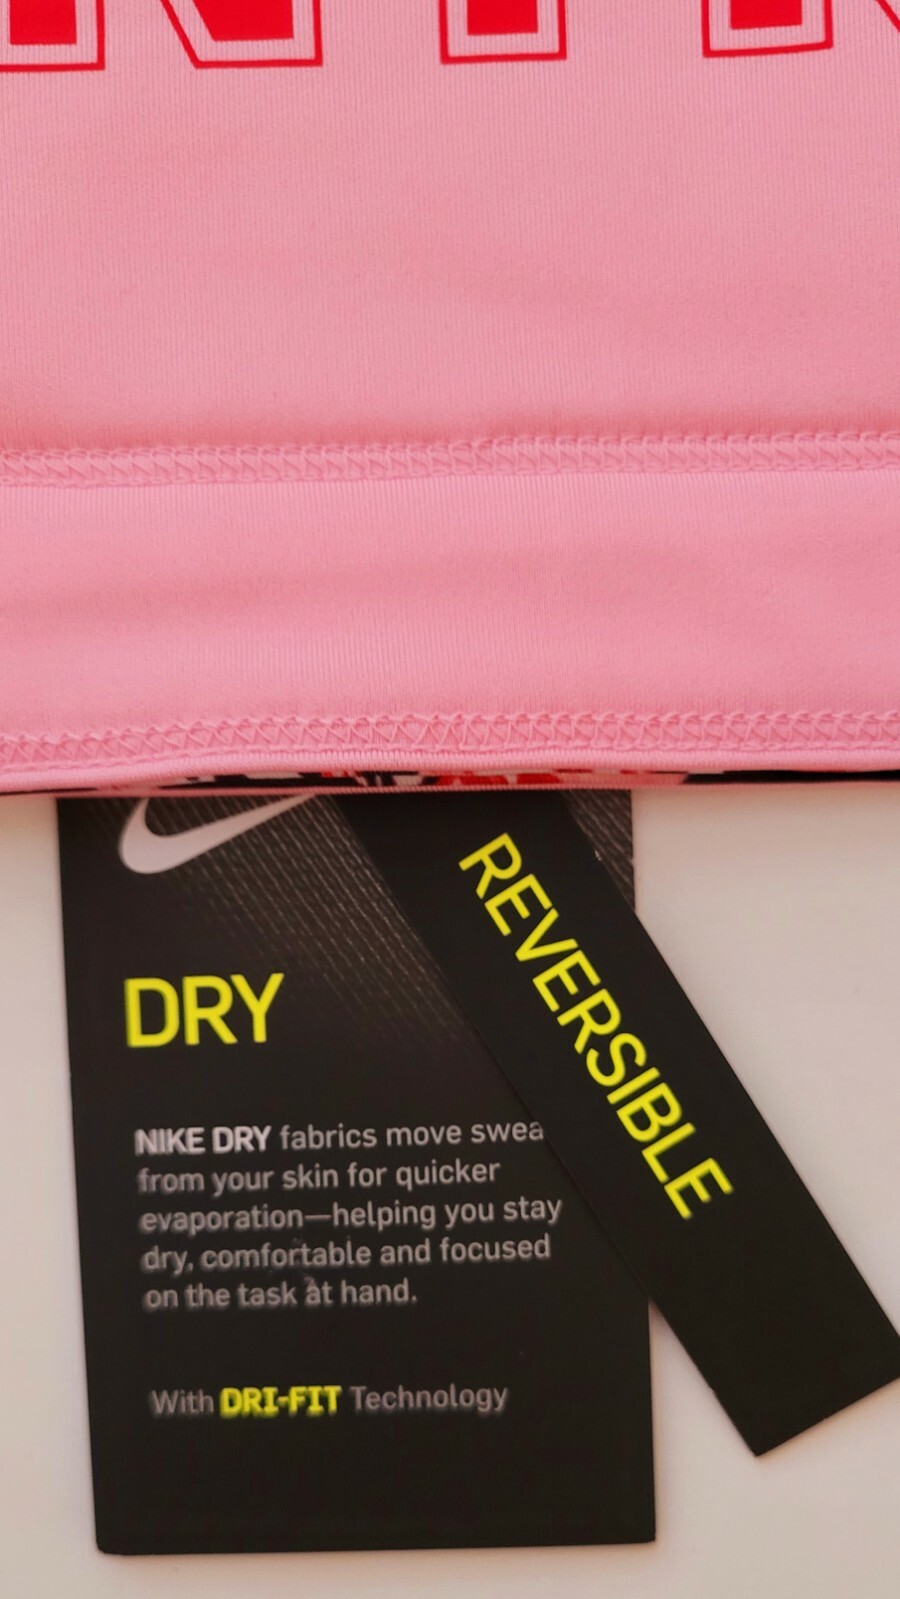 DRY
NIKE DRY fabrics move swea
from your skin for quicker
evaporation—helping you stay
dry, comfortable and focused
on the task at hand.
With DRI-FIT Technology
REVERSIBLE